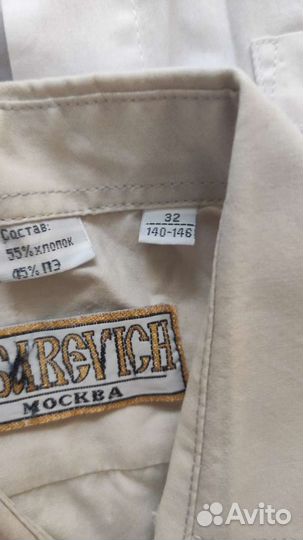 Состав:
55% хлопок
45% ПЭ
32
140-146
SAREVICH
МОСКВА
Avito